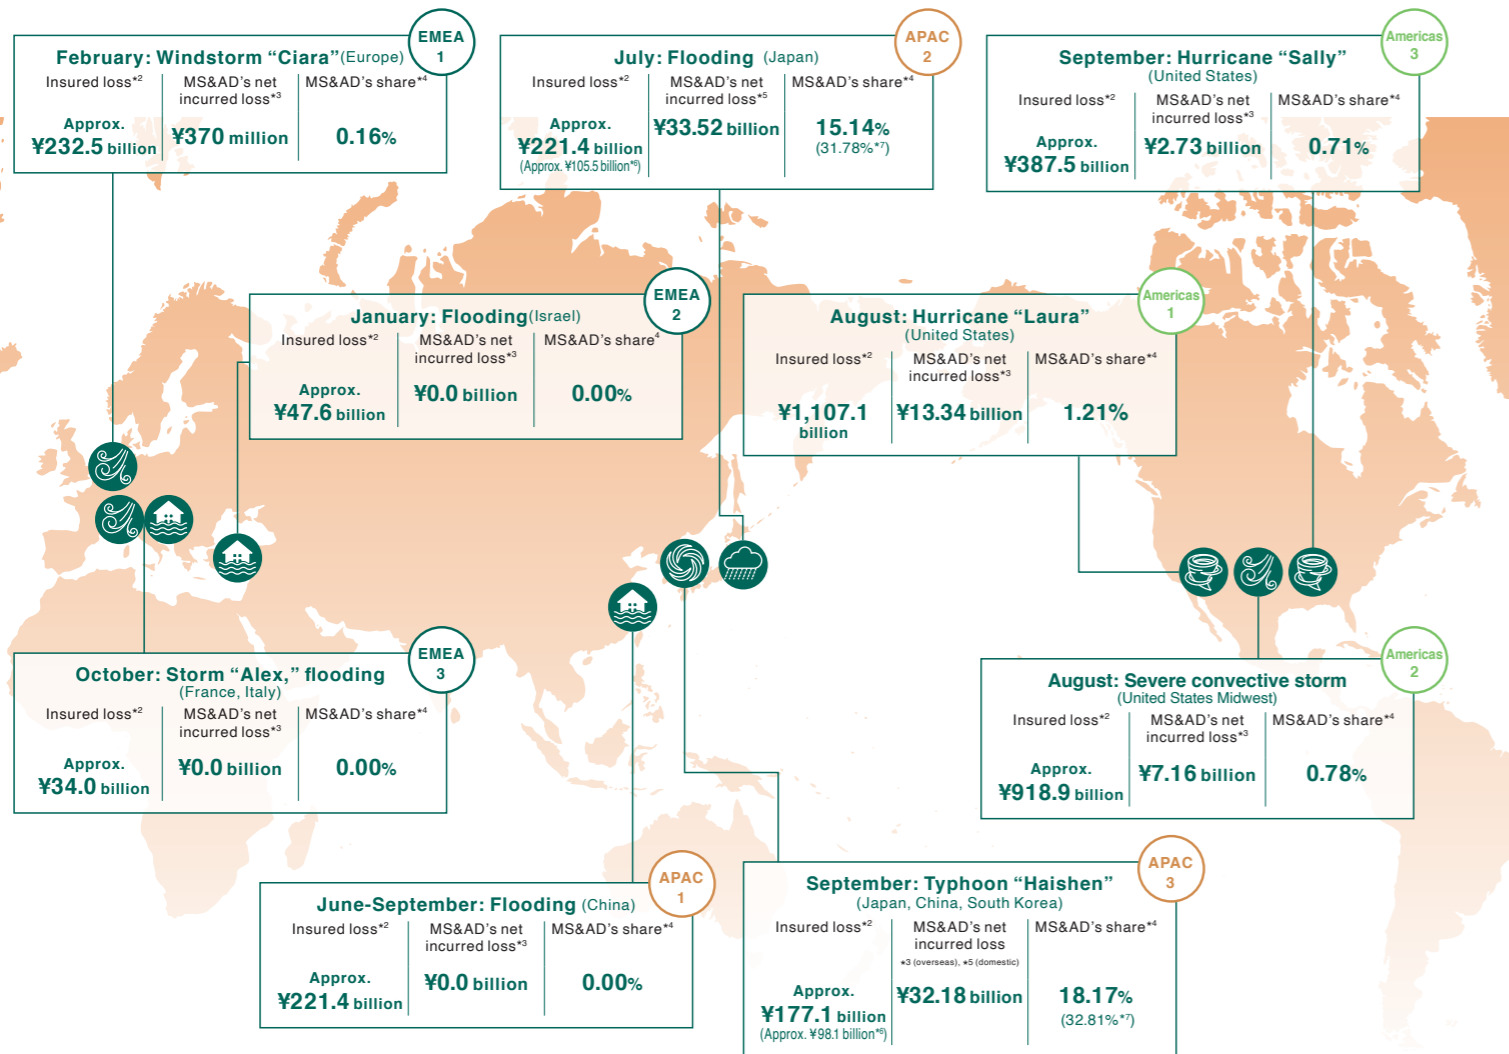 EMEA
1
February: Windstorm “Ciara” (Europe)
Insured loss*2
MS&AD’s net
incurred loss*3
MS&AD’s share*4
Approx.
¥232.5 billion
¥370 million
0.16%
APAC
2
July: Flooding (Japan)
Insured loss*2
MS&AD’s net
incurred loss*5
MS&AD’s share*4
Approx.
¥221.4 billion
(Approx. ¥105.5 billion*6)
¥33.52 billion
15.14%
(31.78%*7)
Americas
3
September: Hurricane “Sally”
(United States)
Insured loss*2
MS&AD’s net
incurred loss*3
MS&AD’s share*4
Approx.
¥387.5 billion
¥2.73 billion
0.71%
EMEA
2
January: Flooding (Israel)
Insured loss*2
MS&AD’s net
incurred loss*3
MS&AD’s share4
Approx.
¥47.6 billion
¥0.0 billion
0.00%
Americas
1
August: Hurricane “Laura”
(United States)
Insured loss*2
MS&AD’s net
incurred loss*3
MS&AD’s share*4
¥1,107.1
billion
¥13.34 billion
1.21%
EMEA
3
October: Storm “Alex,” flooding
(France, Italy)
Insured loss*2
MS&AD’s net
incurred loss*3
MS&AD’s share*4
Approx.
¥34.0 billion
¥0.0 billion
0.00%
Americas
2
August: Severe convective storm
(United States Midwest)
Insured loss*2
MS&AD’s net
incurred loss*3
MS&AD’s share*4
Approx.
¥918.9 billion
¥7.16 billion
0.78%
APAC
1
June-September: Flooding (China)
Insured loss*2
MS&AD’s net
incurred loss*3
MS&AD’s share*4
Approx.
¥221.4 billion
¥0.0 billion
0.00%
APAC
3
September: Typhoon “Haishen”
(Japan, China, South Korea)
Insured loss*2
MS&AD’s net
incurred loss
*3 (overseas), *5 (domestic)
MS&AD’s share*4
Approx.
¥177.1 billion
(Approx. ¥98.1 billion*6)
¥32.18 billion
18.17%
(32.81%*7)